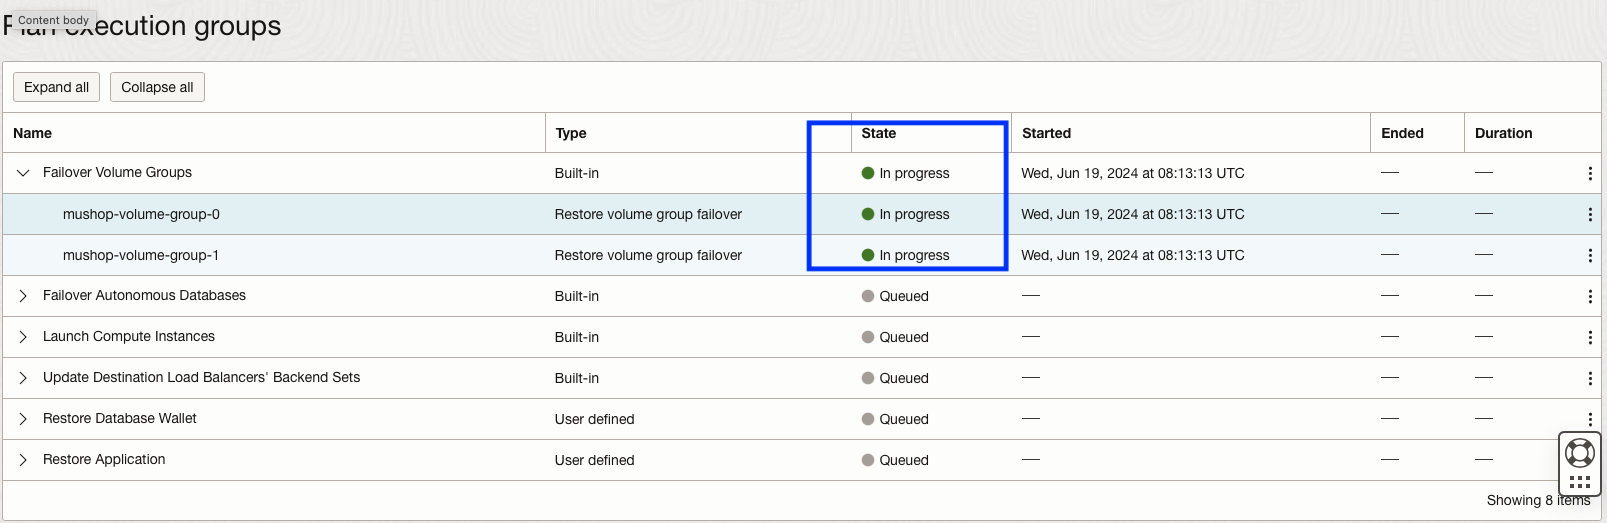 Content body
Plan execution groups
Expand all Collapse all
Name Type State Started Ended Duration
Failover Volume Groups Built-in In progress Wed, Jun 19, 2024 at 08:13:13 UTC — —
mushop-volume-group-0 Restore volume group failover In progress Wed, Jun 19, 2024 at 08:13:13 UTC — —
mushop-volume-group-1 Restore volume group failover In progress Wed, Jun 19, 2024 at 08:13:13 UTC — —
Failover Autonomous Databases Built-in Queued — — —
Launch Compute Instances Built-in Queued — — —
Update Destination Load Balancers' Backend Sets Built-in Queued — — —
Restore Database Wallet User defined Queued — — —
Restore Application User defined Queued — — —
Showing 8 items